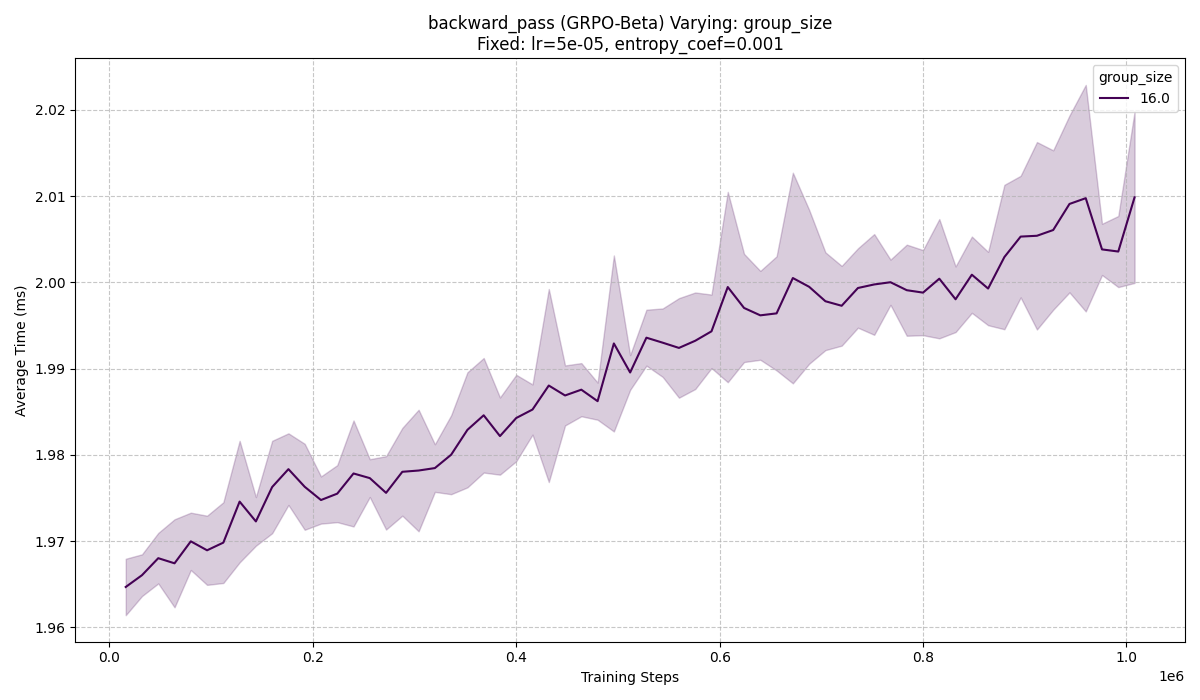 backward_pass (GRPO-Beta) Varying: group_size
Fixed: lr=5e-05, entropy_coef=0.001
group_size
16.0
Average Time (ms)
2.02
2.01
2.00
1.99
1.98
1.97
1.96
0.0
0.2
0.4
0.6
0.8
1.0
1e6
Training Steps